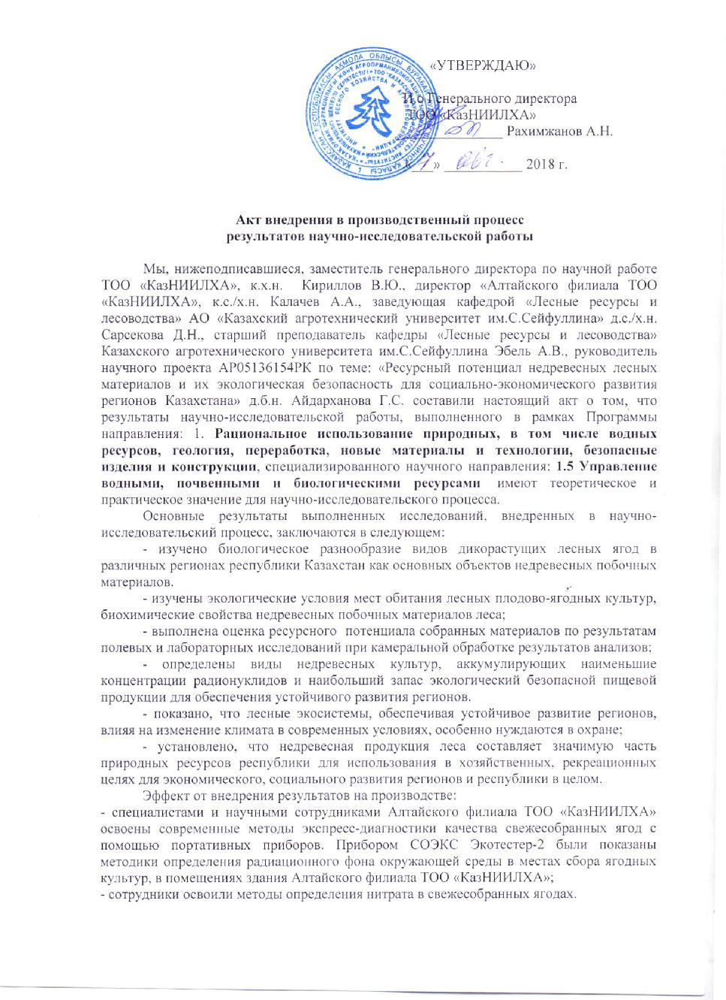 «УТВЕРЖДАЮ»
И.о Генерального директора
ТОО «КазНИИЛХА»
Рахимжанов А.Н.
«7» авг. 2018 г.
Акт внедрения в производственный процесс
результатов научно-исследовательской работы
Мы, нижеподписавшиеся, заместитель генерального директора по научной работе
ТОО «КазНИИЛХА», к.х.н. Кириллов В.Ю., директор «Алтайского филиала ТОО
«КазНИИЛХА», к.с./х.н. Калачев А.А., заведующая кафедрой «Лесные ресурсы и
лесоводства» АО «Казахский агротехнический университет им.С.Сейфуллина» д.с./х.н.
Сарсекова Д.Н., старший преподаватель кафедры «Лесные ресурсы и лесоводства»
Казахского агротехнического университета им.С.Сейфуллина Эбель А.В., руководитель
научного проекта АР05136154РК по теме: «Ресурсный потенциал недревесных лесных
материалов и их экологическая безопасность для социально-экономического развития
регионов Казахстана» д.б.н. Айдарханова Г.С. составили настоящий акт о том, что
результаты научно-исследовательской работы, выполненного в рамках Программы
направления: 1. Рациональное использование природных, в том числе водных
ресурсов, геология, переработка, новые материалы и технологии, безопасные
изделия и конструкции, специализированного научного направления: 1.5 Управление
водными, почвенными и биологическими ресурсами имеют теоретическое и
практическое значение для научно-исследовательского процесса.
Основные результаты выполненных исследований, внедренных в научно-
исследовательский процесс, заключаются в следующем:
- изучено биологическое разнообразие видов дикорастущих лесных ягод в
различных регионах республики Казахстан как основных объектов недревесных побочных
материалов.
- изучены экологические условия мест обитания лесных плодово-ягодных культур,
биохимические свойства недревесных побочных материалов леса;
- выполнена оценка ресурсного потенциала собранных материалов по результатам
полевых и лабораторных исследований при камеральной обработке результатов анализов;
- определены виды недревесных культур, аккумулирующих наименьшие
концентрации радионуклидов и наибольший запас экологический безопасной пищевой
продукции для обеспечения устойчивого развития регионов.
- показано, что лесные экосистемы, обеспечивая устойчивое развитие регионов,
влияя на изменение климата в современных условиях, особенно нуждаются в охране;
- установлено, что недревесная продукция леса составляет значимую часть
природных ресурсов республики для использования в хозяйственных, рекреационных
целях для экономического, социального развития регионов и республики в целом.
Эффект от внедрения результатов на производстве:
- специалистами и научными сотрудниками Алтайского филиала ТОО «КазНИИЛХА»
освоены современные методы экспресс-диагностики качества свежесобранных ягод с
помощью портативных приборов. Прибором СОЭКС Экотестер-2 были показаны
методики определения радиационного фона окружающей среды в местах сбора ягодных
культур, в помещениях здания Алтайского филиала ТОО «КазНИИЛХА»;
- сотрудники освоили методы определения нитрата в свежесобранных ягодах.